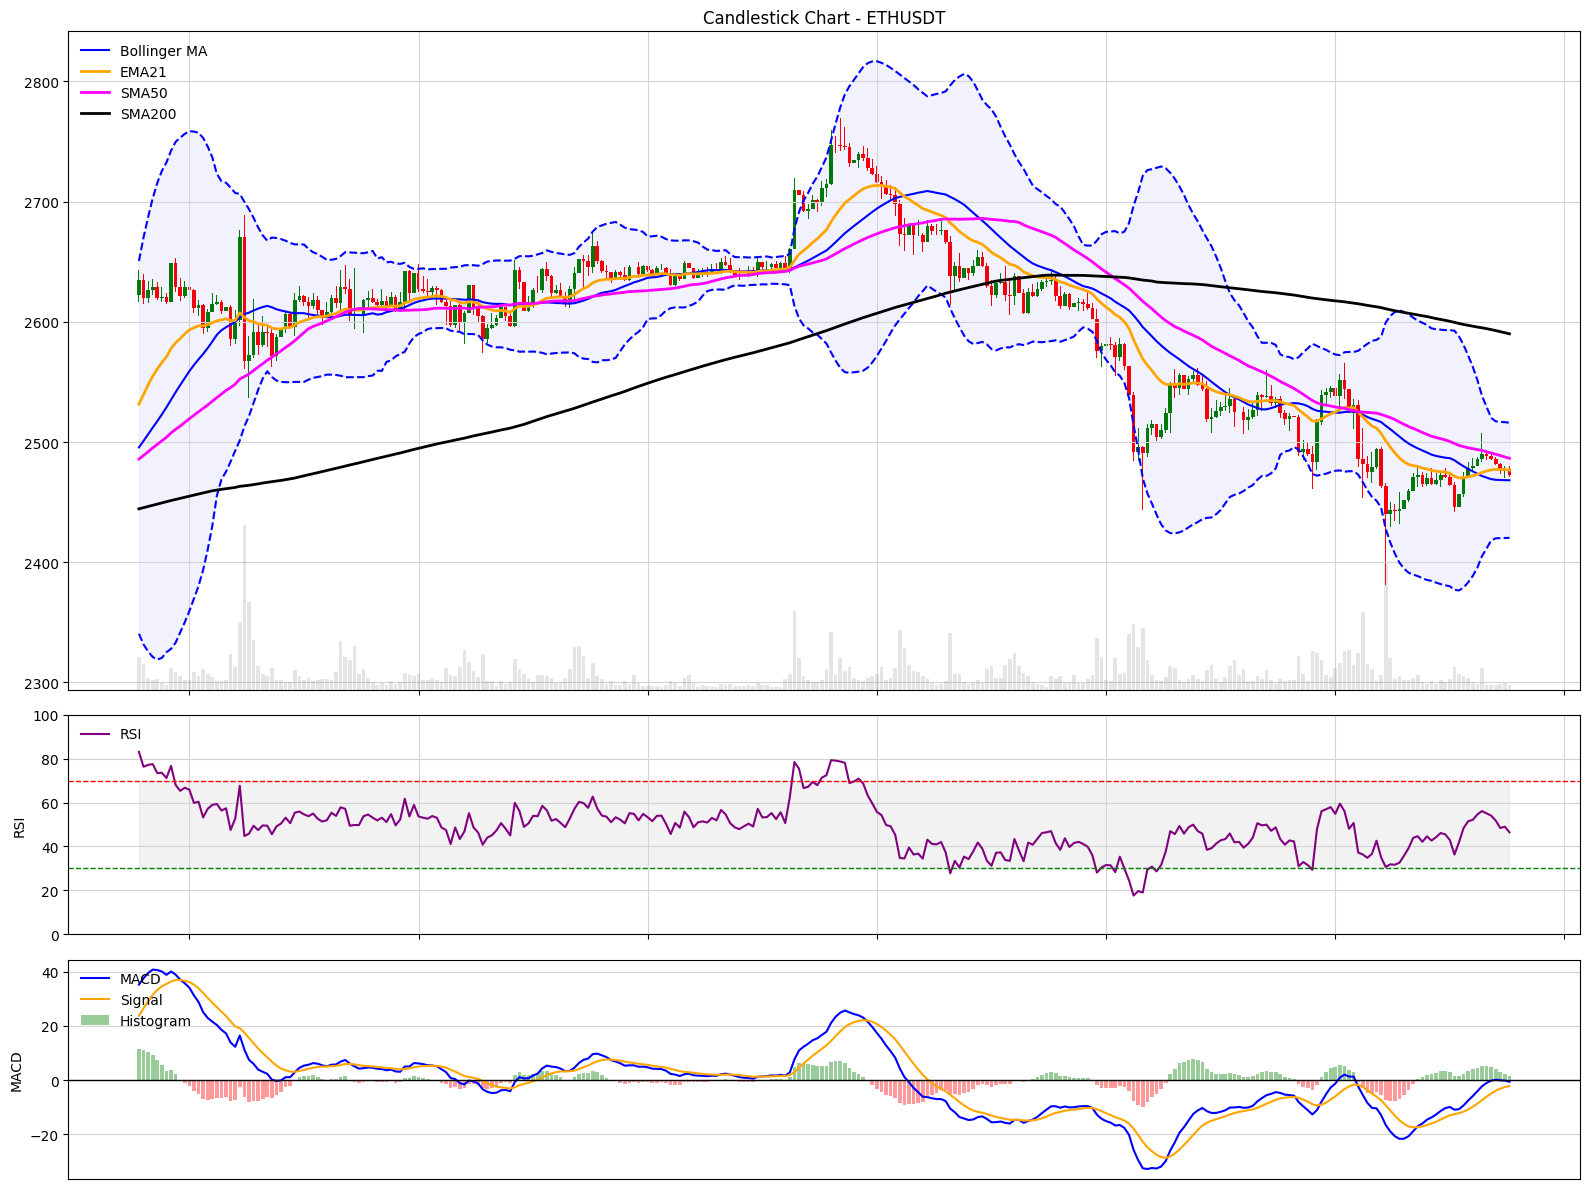 Candlestick Chart - ETHUSDT
Bollinger MA
EMA21
SMA50
SMA200
2800
2700
2600
2500
2400
2300
RSI
100
80
60
40
20
0
RSI
MACD
Signal
Histogram
40
20
0
−20
MACD